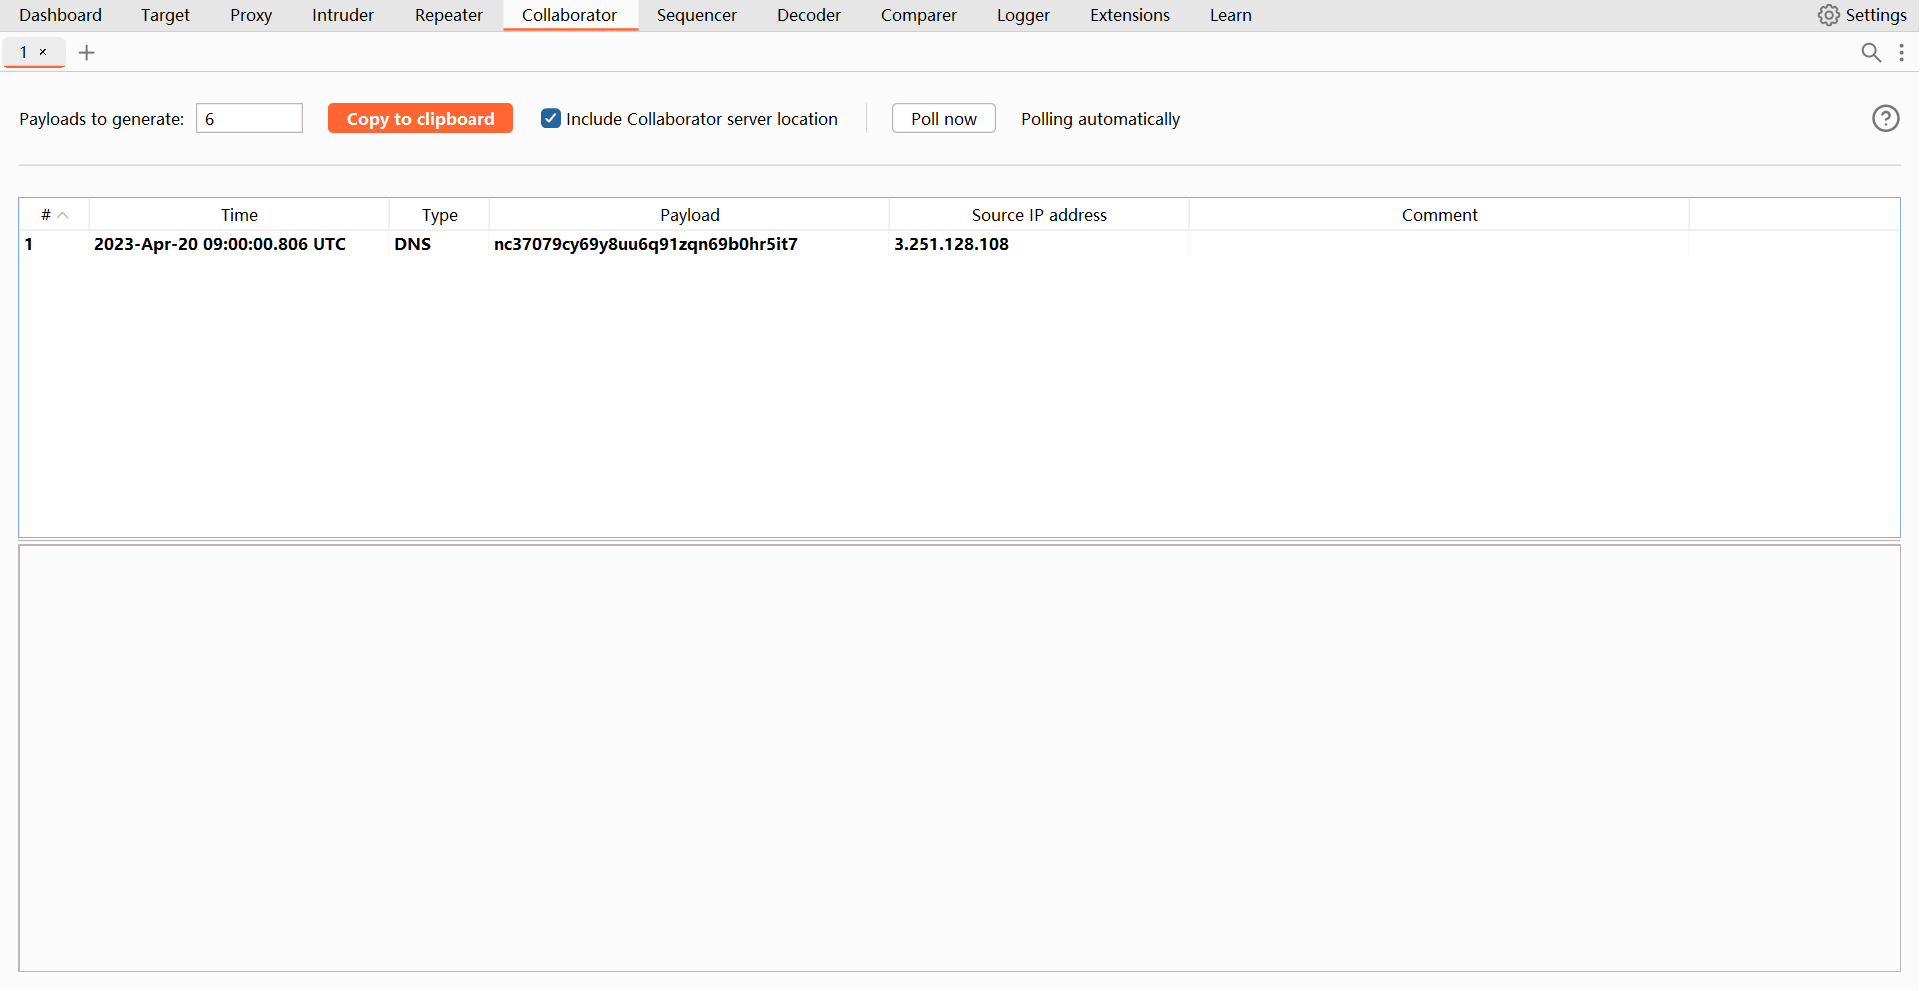 Dashboard Target Proxy Intruder Repeater Collaborator Sequencer Decoder Comparer Logger Extensions Learn Settings
1 × +
Payloads to generate: 6 Copy to clipboard Include Collaborator server location Poll now Polling automatically ?
# Time Type Payload Source IP address Comment
1 2023-Apr-20 09:00:00.806 UTC DNS nc37079cy69y8uu6q91zqn69b0hr5it7 3.251.128.108